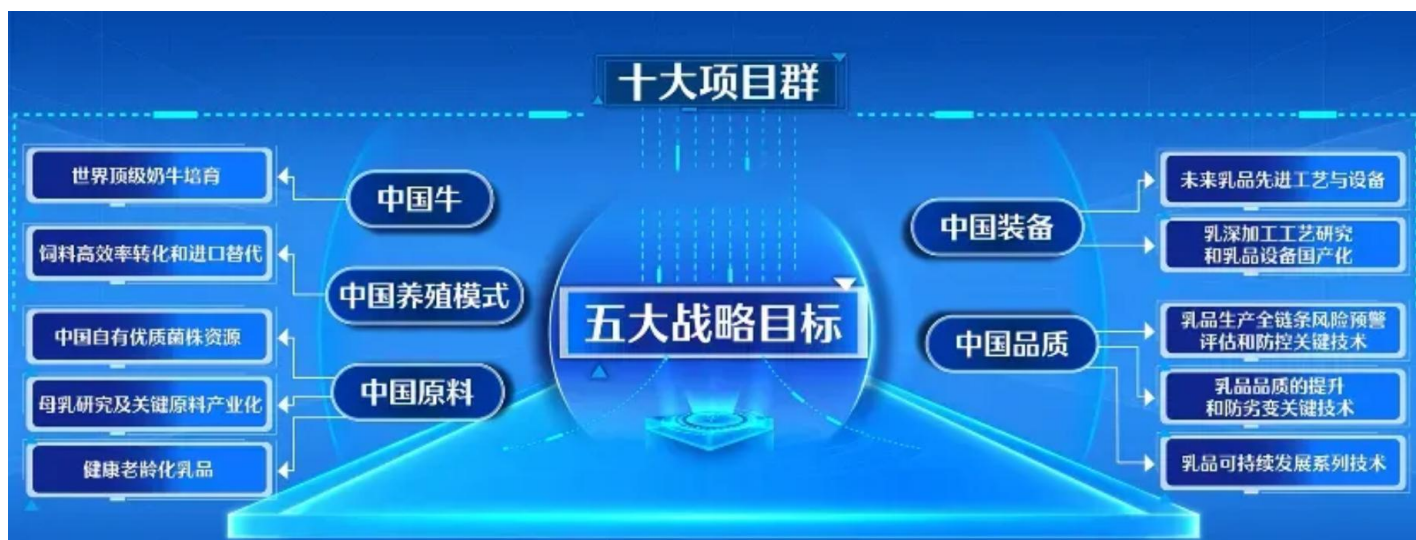 十大项目群
五大战略目标
中国牛
世界顶级奶牛培育
中国养殖模式
饲料高效率转化和进口替代
中国原料
中国自有优质菌株资源
母乳研究及关键原料产业化
健康老龄化乳品
中国装备
未来乳品先进工艺与设备
乳深加工工艺研究
和乳品设备国产化
中国品质
乳品生产全链条风险预警
评估和防控关键技术
乳品品质的提升
和防劣变关键技术
乳品可持续发展系列技术